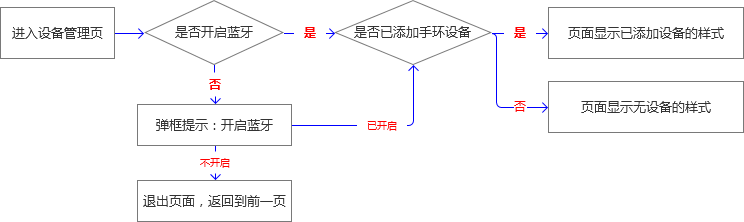 进入设备管理页
是否开启蓝牙
是
是否已添加手环设备
是
页面显示已添加设备的样式
否
否
页面显示无设备的样式
弹框提示：开启蓝牙
已开启
不开启
退出页面，返回到前一页